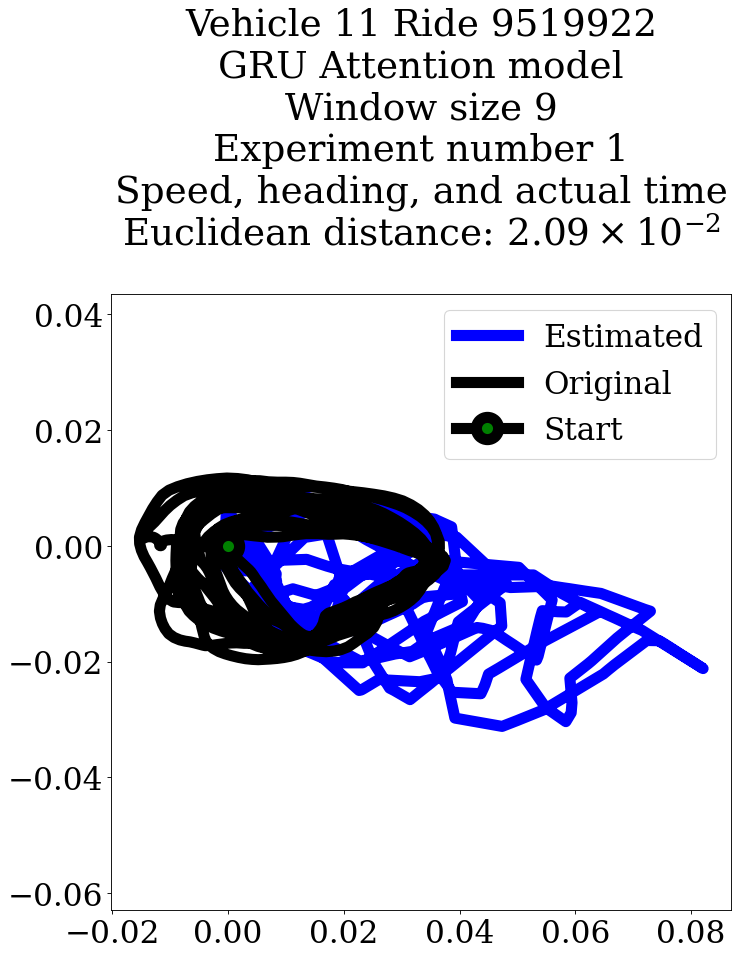 Vehicle 11 Ride 9519922
GRU Attention model
Window size 9
Experiment number 1
Speed, heading, and actual time
Euclidean distance: 2.09 × 10⁻²
Estimated
Original
Start
0.04
0.02
0.00
−0.02
−0.04
−0.06
−0.02 0.00 0.02 0.04 0.06 0.08